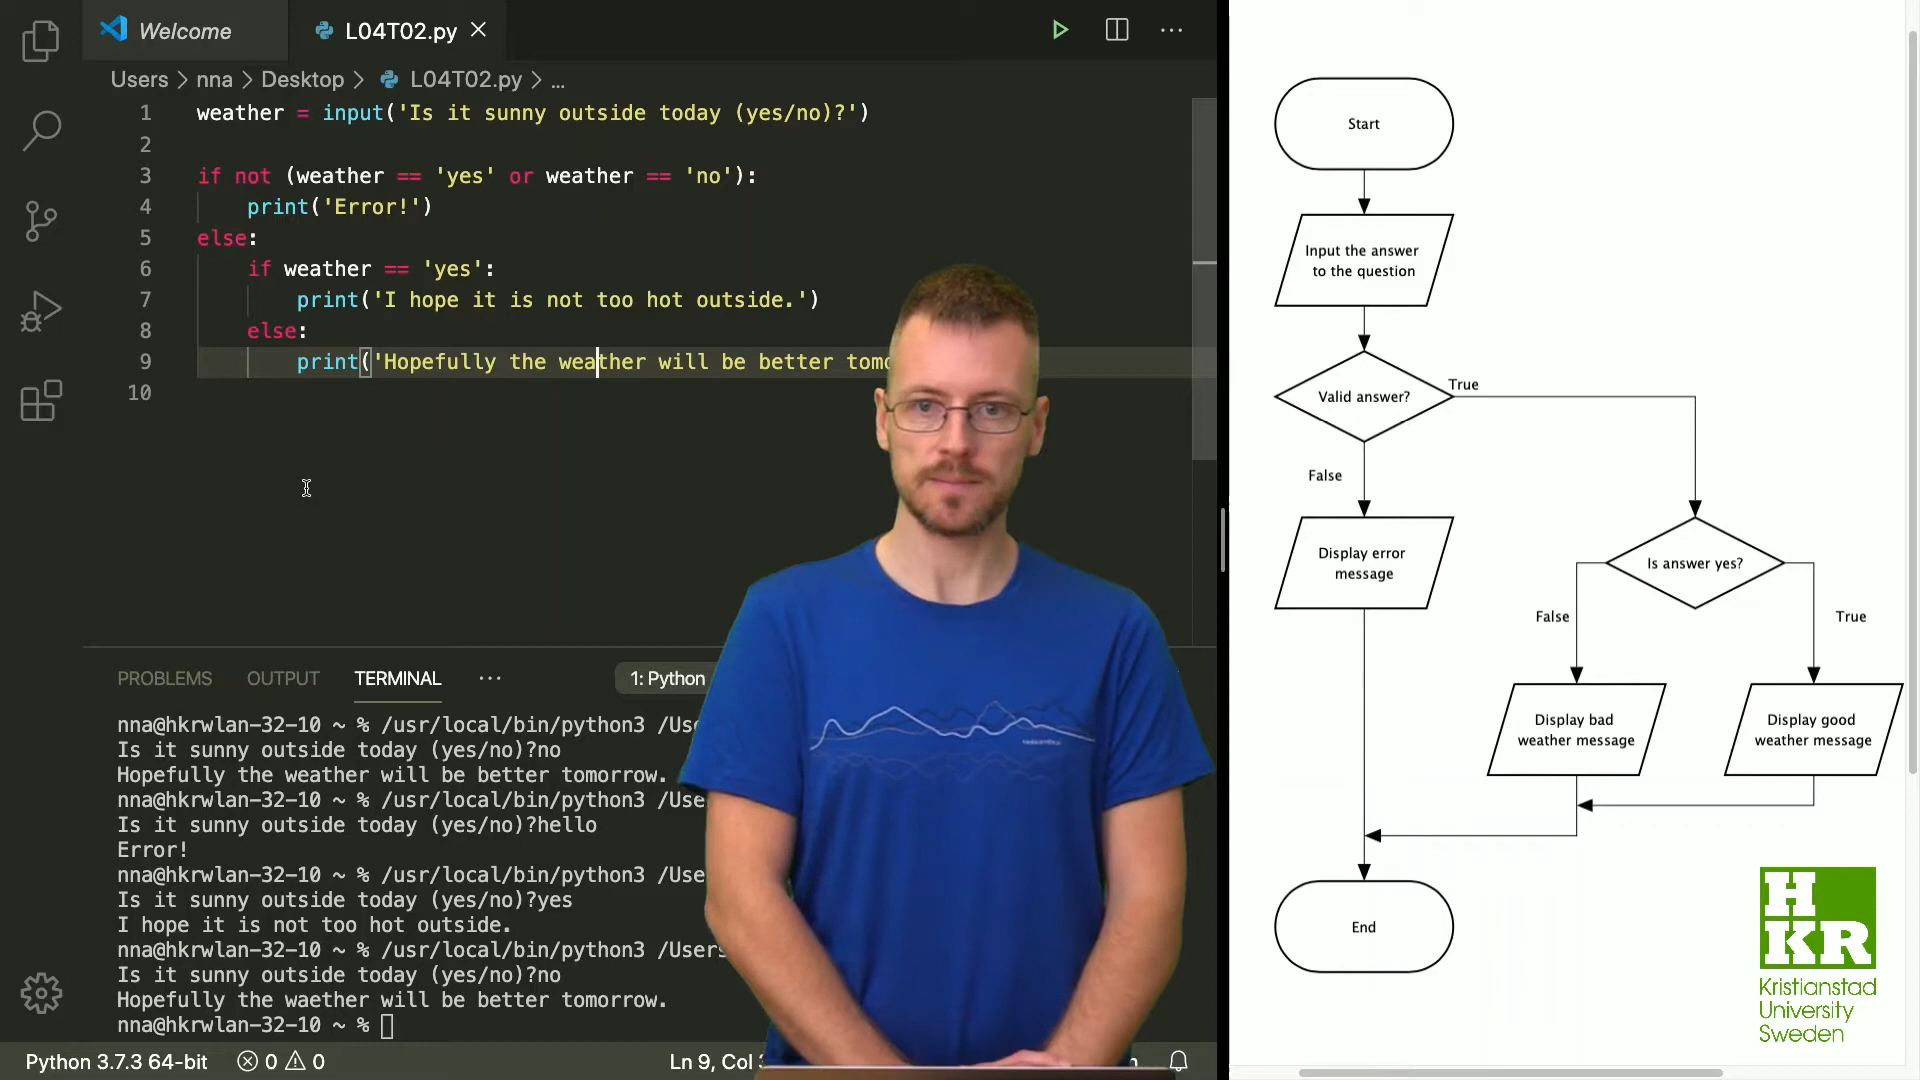 Welcome
L04T02.py
Users > nna > Desktop > L04T02.py > ...
1 weather = input('Is it sunny outside today (yes/no)?')
2
3 if not (weather == 'yes' or weather == 'no'):
4 print('Error!')
5 else:
6 if weather == 'yes':
7 print('I hope it is not too hot outside.')
8 else:
9 print('Hopefully the weather will be better
10
PROBLEMS OUTPUT TERMINAL ... 1: Python
nna@hkrwlan-32-10 ~ % /usr/local/bin/python3
Is it sunny outside today (yes/no)?no
Hopefully the weather will be better tomorrow.
nna@hkrwlan-32-10 ~ % /usr/local/bin/python3
Is it sunny outside today (yes/no)?hello
Error!
nna@hkrwlan-32-10 ~ % /usr/local/bin/python3
Is it sunny outside today (yes/no)?yes
I hope it is not too hot outside.
nna@hkrwlan-32-10 ~ % /usr/local/bin/python3 /Users
Is it sunny outside today (yes/no)?no
Hopefully the waether will be better tomorrow.
nna@hkrwlan-32-10 ~ %
Python 3.7.3 64-bit 0 0 Ln 9, Col
Start
Input the answer
to the question
Valid answer?
True
False
Display error
message
Is answer yes?
False
True
Display bad
weather message
Display good
weather message
End
HKR
Kristianstad
University
Sweden